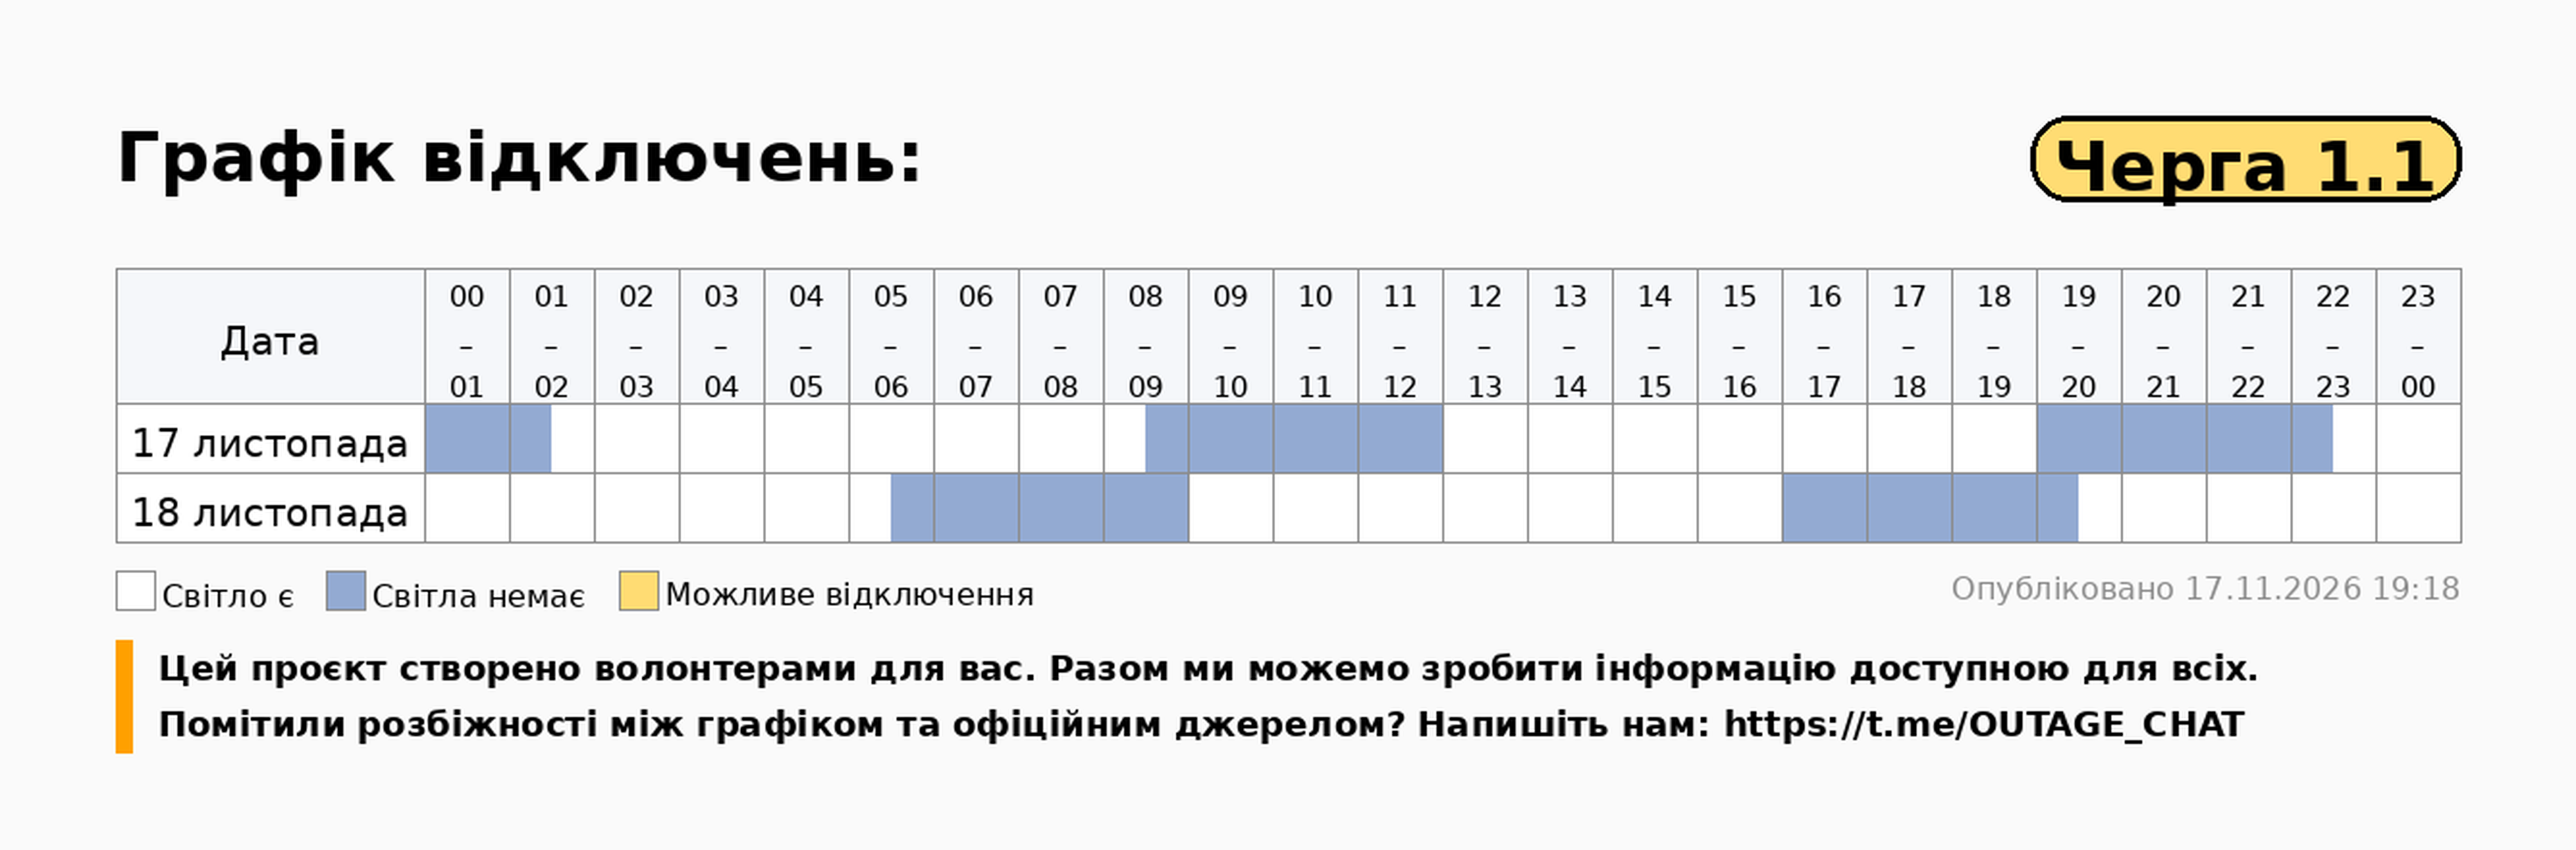 Графік відключень:
Черга 1.1
Дата
00 – 01
01 – 02
02 – 03
03 – 04
04 – 05
05 – 06
06 – 07
07 – 08
08 – 09
09 – 10
10 – 11
11 – 12
12 – 13
13 – 14
14 – 15
15 – 16
16 – 17
17 – 18
18 – 19
19 – 20
20 – 21
21 – 22
22 – 23
23 – 00
17 листопада
18 листопада
Світло є
Світла немає
Можливе відключення
Опубліковано 17.11.2026 19:18
Цей проєкт створено волонтерами для вас. Разом ми можемо зробити інформацію доступною для всіх.
Помітили розбіжності між графіком та офіційним джерелом? Напишіть нам: https://t.me/OUTAGE_CHAT